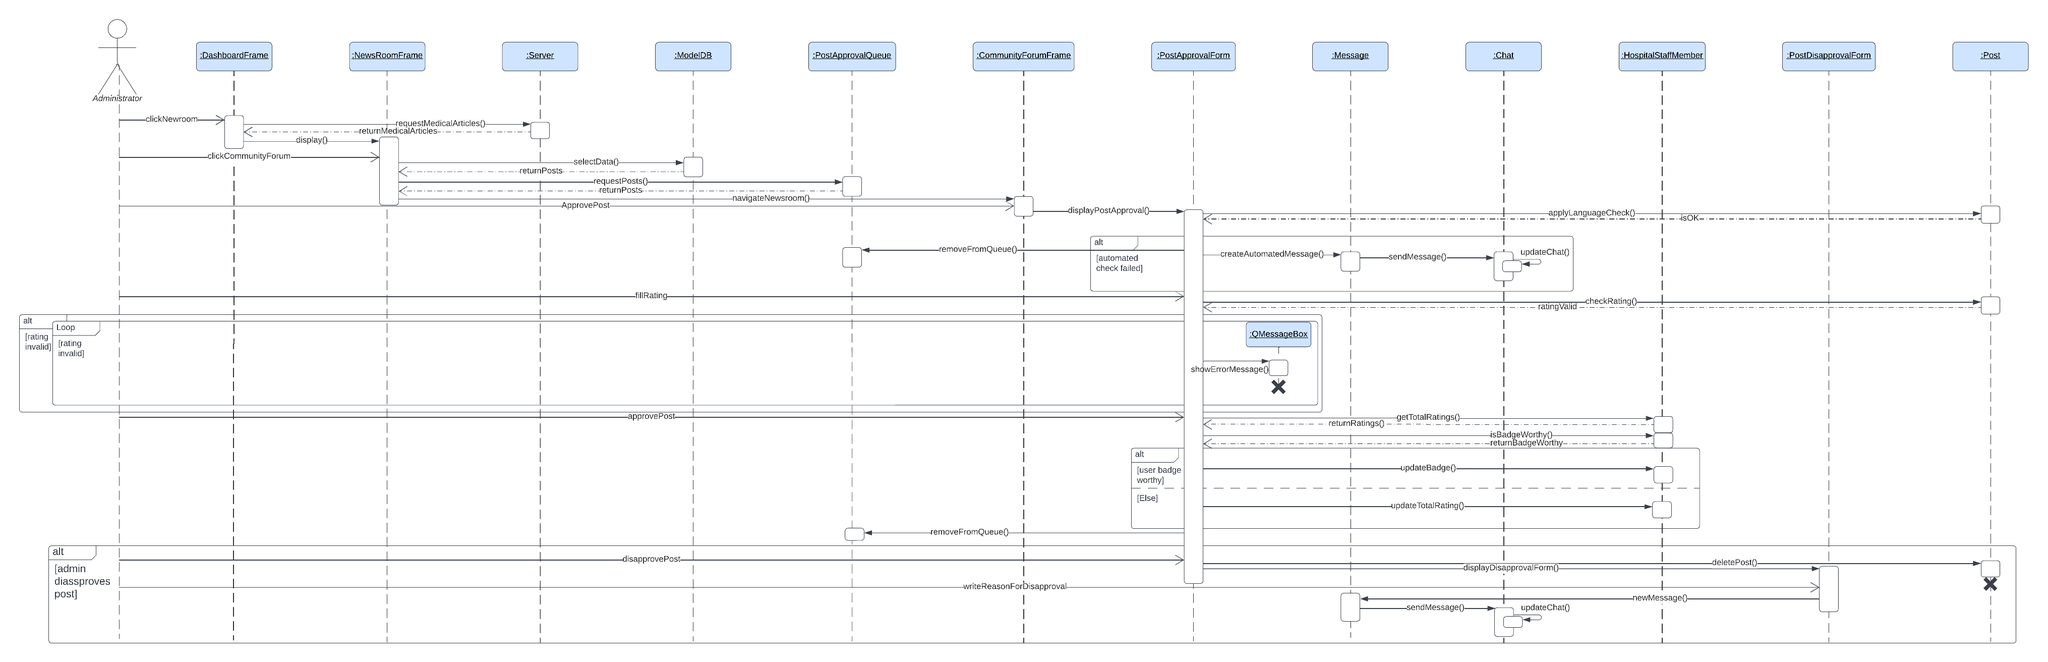 :DashboardFrame
:NewsRoomFrame
:Server
:ModelDB
:PostApprovalQueue
:CommunityForumFrame
:PostApprovalForm
:Message
:Chat
:HospitalStaffMember
:PostDisapprovalForm
:Post
Administrator
clickNewroom
requestMedicalArticles()
returnMedicalArticles
display()
clickCommunityForum
selectData()
returnPosts
requestPosts()
returnPosts
navigateNewsroom()
ApprovePost
displayPostApproval()
applyLanguageCheck()
isOK
alt
[automated
check failed]
removeFromQueue()
createAutomatedMessage()
sendMessage()
updateChat()
fillRating
checkRating()
ratingValid
alt
[rating
invalid]
Loop
[rating
invalid]
:QMessageBox
showErrorMessage()
approvePost
getTotalRatings()
returnRatings()
isBadgeWorthy()
returnBadgeWorthy
alt
[user badge
worthy]
updateBadge()
[Else]
updateTotalRating()
removeFromQueue()
alt
[admin
diassproves
post]
disapprovePost
deletePost()
displayDisapprovalForm()
writeReasonForDisapproval
newMessage()
sendMessage()
updateChat()